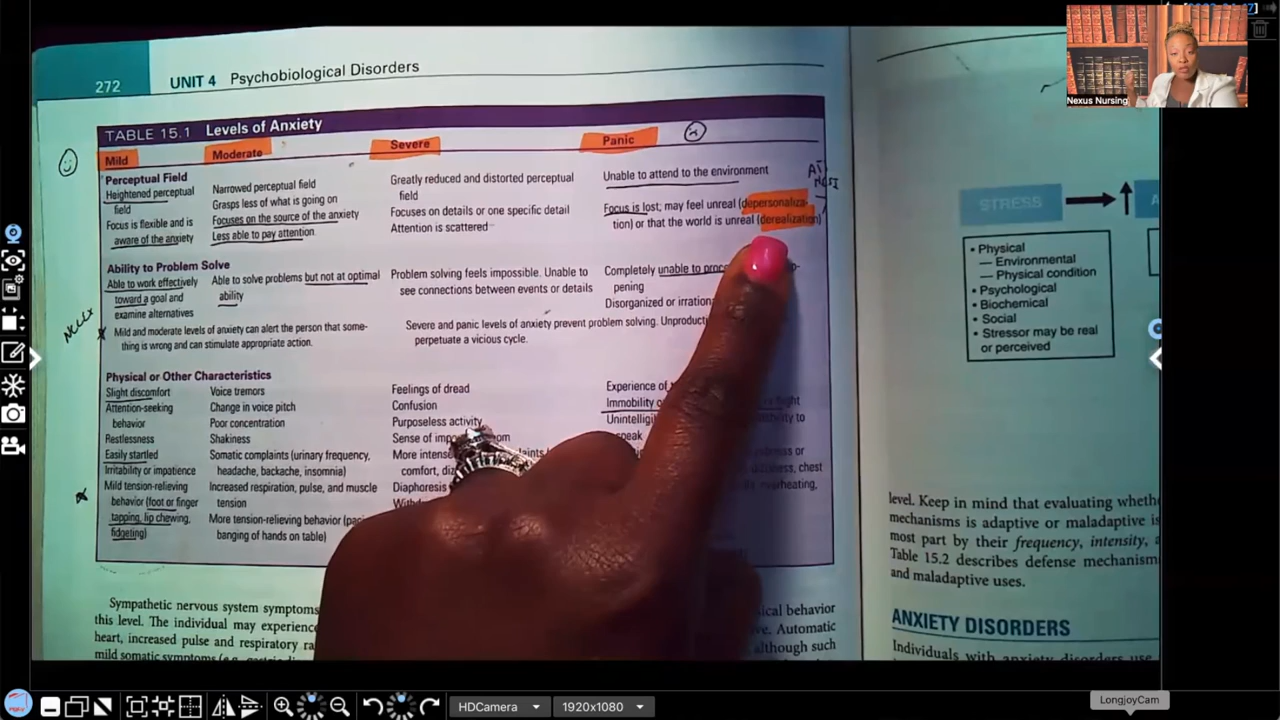 272
UNIT 4 Psychobiological Disorders
TABLE 15.1 Levels of Anxiety
Mild Moderate Severe Panic
Perceptual Field
Heightened perceptual
field
Focus is flexible and is
aware of the anxiety
Narrowed perceptual field
Grasps less of what is going on
Focuses on the source of the anxiety
Less able to pay attention
Greatly reduced and distorted perceptual
field
Focuses on details or one specific detail
Attention is scattered
Unable to attend to the environment
Focus is lost; may feel unreal (depersonaliza-
tion) or that the world is unreal (derealization)
Ability to Problem Solve
Able to work effectively
toward a goal and
examine alternatives
Able to solve problems but not at optimal
ability
Problem solving feels impossible. Unable to
see connections between events or details
Completely unable to
pening
Disorganized or
NCLEX
Mild and moderate levels of anxiety can alert the person that some-
thing is wrong and can stimulate appropriate action.
Severe and panic levels of anxiety prevent problem solving.
perpetuate a vicious cycle.
Physical or Other Characteristics
Slight discomfort
Attention-seeking
behavior
Restlessness
Easily startled
Irritability or impatience
Mild tension-relieving
behavior (foot or finger
tapping, lip chewing,
fidgeting)
Voice tremors
Change in voice pitch
Poor concentration
Shakiness
Somatic complaints (urinary frequency,
headache, backache, insomnia)
Increased respiration, pulse, and muscle
tension
More tension-relieving behavior
banging of hands on table)
Feelings of dread
Confusion
Purposeless activity
Sense of
More intense
Diaphoresis
Experience of
Immobility
speak
chest
Sympathetic nervous system symptoms
this level. The individual may experience
heart, increased pulse and respiratory
mild somatic symptoms
behavior
Automatic
although such
STRESS
• Physical
— Environmental
— Physical condition
• Psychological
• Biochemical
• Social
• Stressor may be real
or perceived
level. Keep in mind that evaluating
mechanisms is adaptive or maladaptive is
most part by their frequency, intensity,
Table 15.2 describes defense
and maladaptive uses.
ANXIETY DISORDERS
Individuals with anxiety disorders use
Nexus Nursing
HDCamera
1920x1080
LongjoyCam